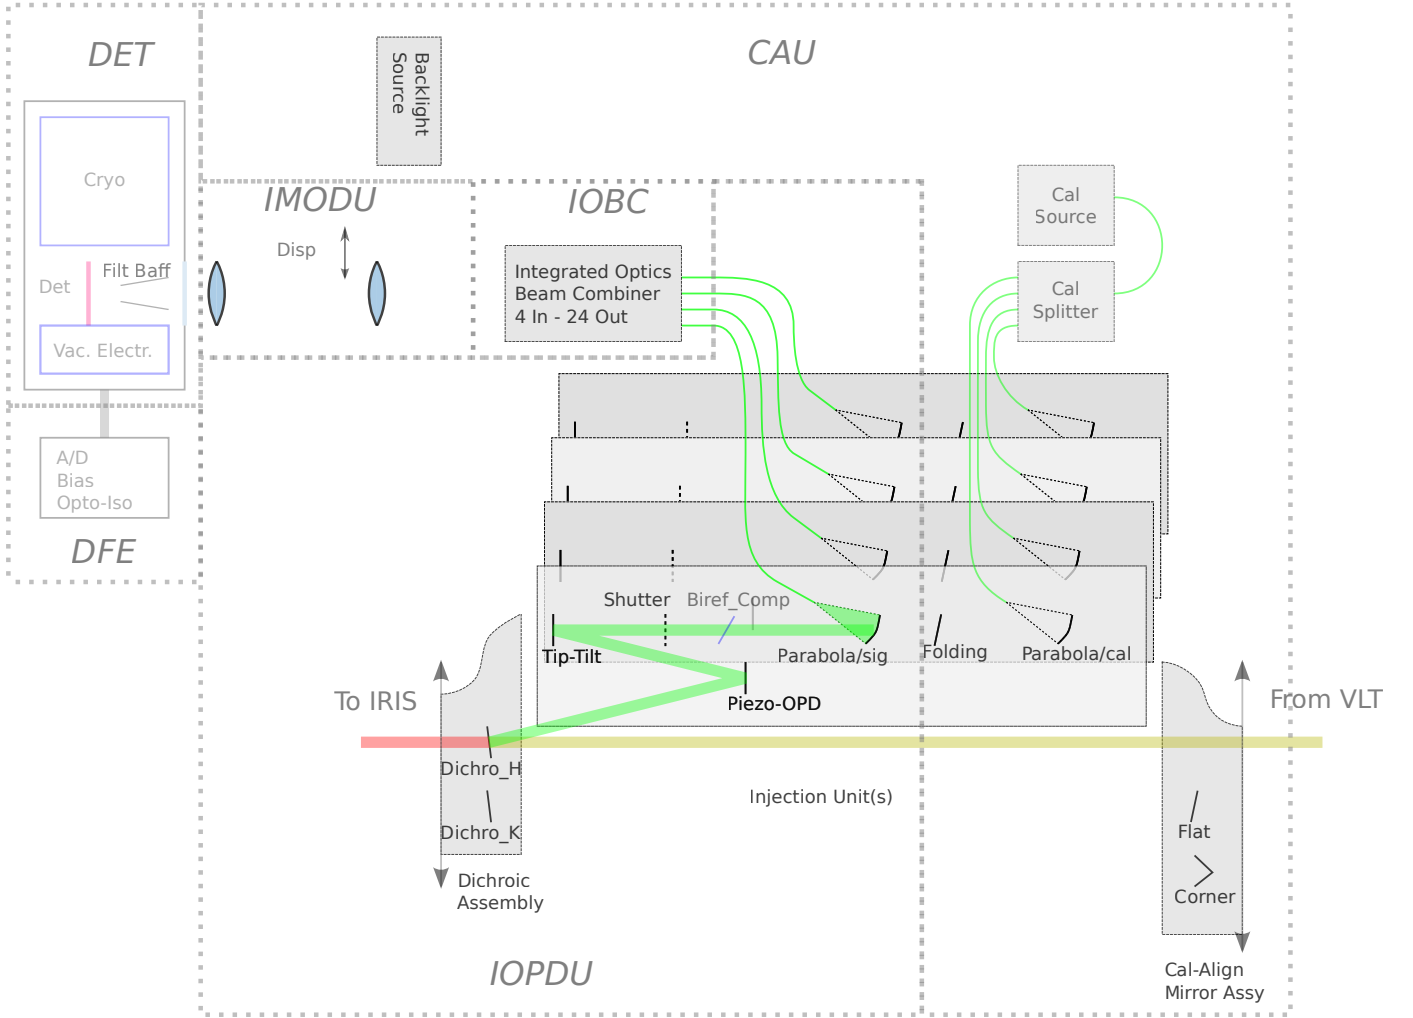 DET
CAU
Backlight
Source
Cryo
IMODU
IOBC
Cal
Source
Disp
Filt Baff
Det
Integrated Optics
Beam Combiner
4 In - 24 Out
Cal
Splitter
Vac. Electr.
A/D
Bias
Opto-Iso
DFE
Shutter
Biref_Comp
Tip-Tilt
Parabola/sig
Folding
Parabola/cal
To IRIS
Piezo-OPD
From VLT
Dichro_H
Injection Unit(s)
Dichro_K
Flat
Dichroic
Assembly
Corner
IOPDU
Cal-Align
Mirror Assy